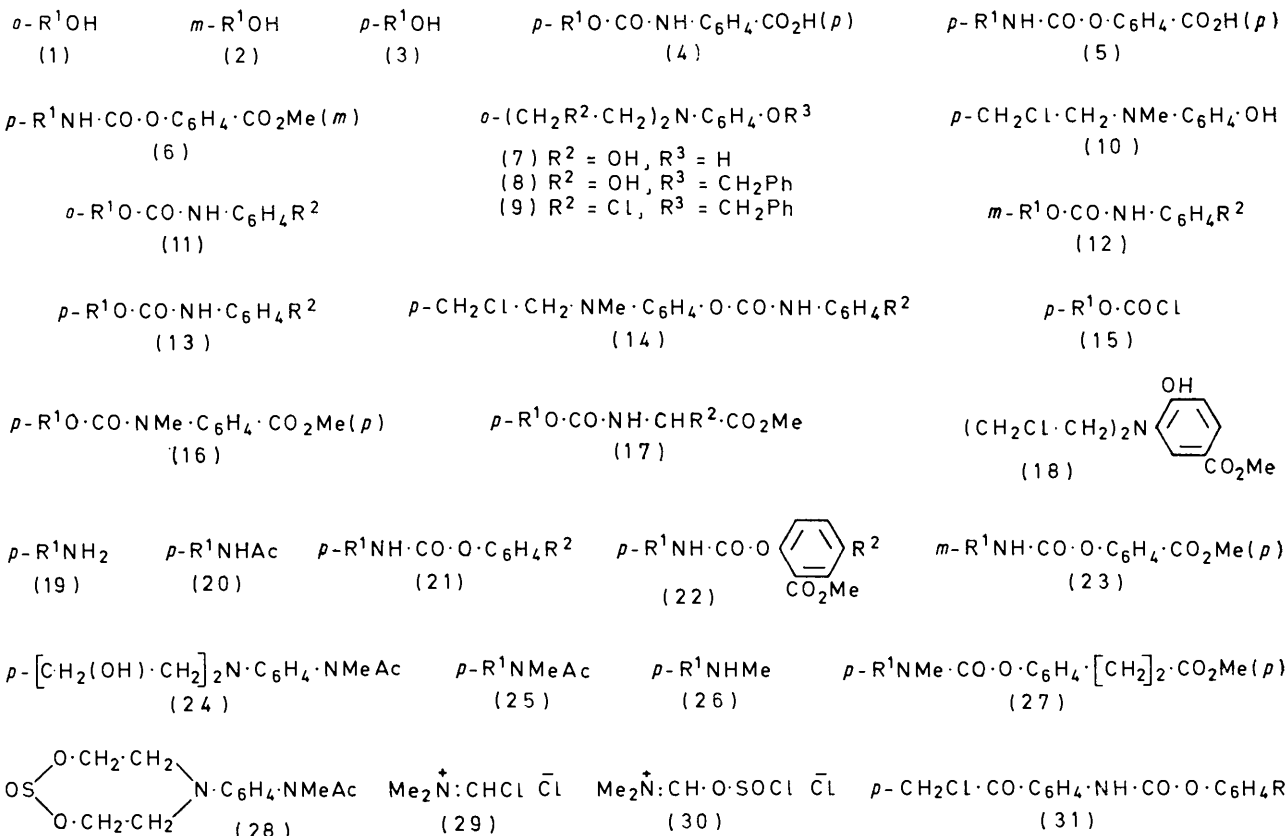 o-R¹OH m-R¹OH p-R¹OH p-R¹O·CO·NH·C₆H₄·CO₂H(p) p-R¹NH·CO·O·C₆H₄·CO₂H(p)
(1) (2) (3) (4) (5)
p-R¹NH·CO·O·C₆H₄·CO₂Me(m) o-(CH₂R²·CH₂)₂N·C₆H₄·OR³ p-CH₂Cl·CH₂·NMe·C₆H₄·OH
(6) (7) R² = OH, R³ = H (10)
(8) R² = OH, R³ = CH₂Ph
(9) R² = Cl, R³ = CH₂Ph
o-R¹O·CO·NH·C₆H₄R² m-R¹O·CO·NH·C₆H₄R²
(11) (12)
p-R¹O·CO·NH·C₆H₄R² p-CH₂Cl·CH₂·NMe·C₆H₄·O·CO·NH·C₆H₄R² p-R¹O·COCl
(13) (14) (15)
OH
p-R¹O·CO·NMe·C₆H₄·CO₂Me(p) p-R¹O·CO·NH·CHR²·CO₂Me (CH₂Cl·CH₂)₂N
CO₂Me
(16) (17) (18)
p-R¹NH₂ p-R¹NHAc p-R¹NH·CO·O·C₆H₄R² p-R¹NH·CO·O R² m-R¹NH·CO·O·C₆H₄·CO₂Me(p)
CO₂Me
(19) (20) (21) (22) (23)
p-[CH₂(OH)·CH₂]₂N·C₆H₄·NMeAc p-R¹NMeAc p-R¹NHMe p-R¹NMe·CO·O·C₆H₄·[CH₂]₂·CO₂Me(p)
(24) (25) (26) (27)
O·CH₂·CH₂
OS N·C₆H₄·NMeAc Me₂N⁺:CHCl Cl⁻ Me₂N⁺:CH·O·SOCl Cl⁻ p-CH₂Cl·CO·C₆H₄·NH·CO·O·C₆H₄R
O·CH₂·CH₂
(28) (29) (30) (31)